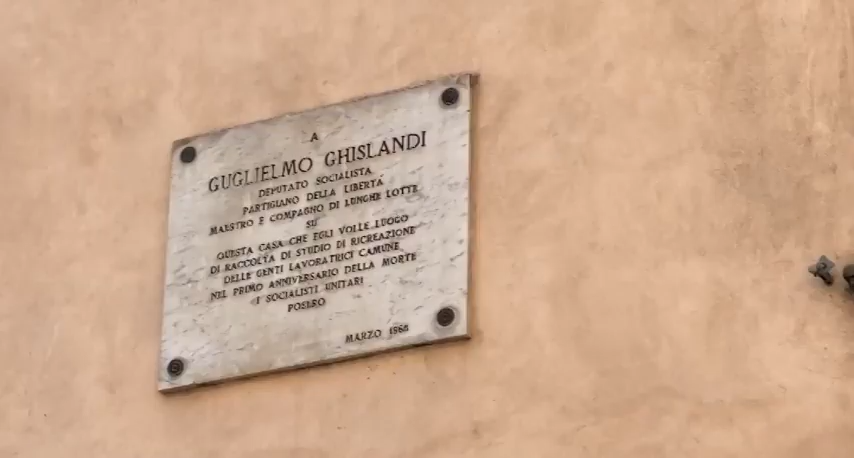 A
GUGLIELMO GHISLANDI
DEPUTATO SOCIALISTA
PARTIGIANO DELLA LIBERTÀ
MAESTRO E COMPAGNO DI LUNGHE LOTTE
SU
QUESTA CASA CHE EGLI VOLLE LUOGO
DI RACCOLTA DI STUDIO DI RICREAZIONE
DELLE GENTI LAVORATRICI CAMUNE
NEL PRIMO ANNIVERSARIO DELLA MORTE
I SOCIALISTI UNITARI
POSERO
MARZO 1966